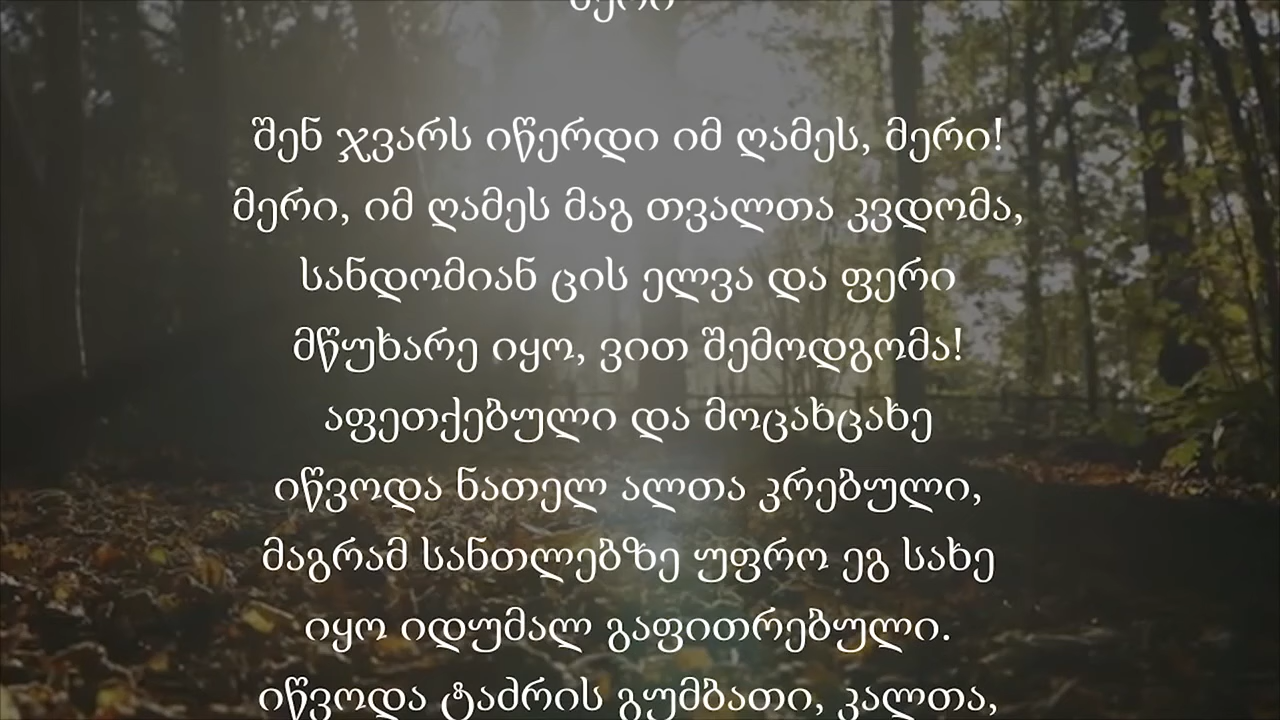 შენ ჯვარს იწერდი იმ ღამეს, მერი!
მერი, იმ ღამეს მაგ თვალთა კვდომა,
სანდომიან ცის ელვა და ფერი
მწუხარე იყო, ვით შემოდგომა!
აფეთქებული და მოცახცახე
იწვოდა ნათელ ალთა კრებული,
მაგრამ სანთლებზე უფრო ეგ სახე
იყო იდუმალ გაფითრებული.
იწვოდა ტაძრის გუმბათი, კალთა,